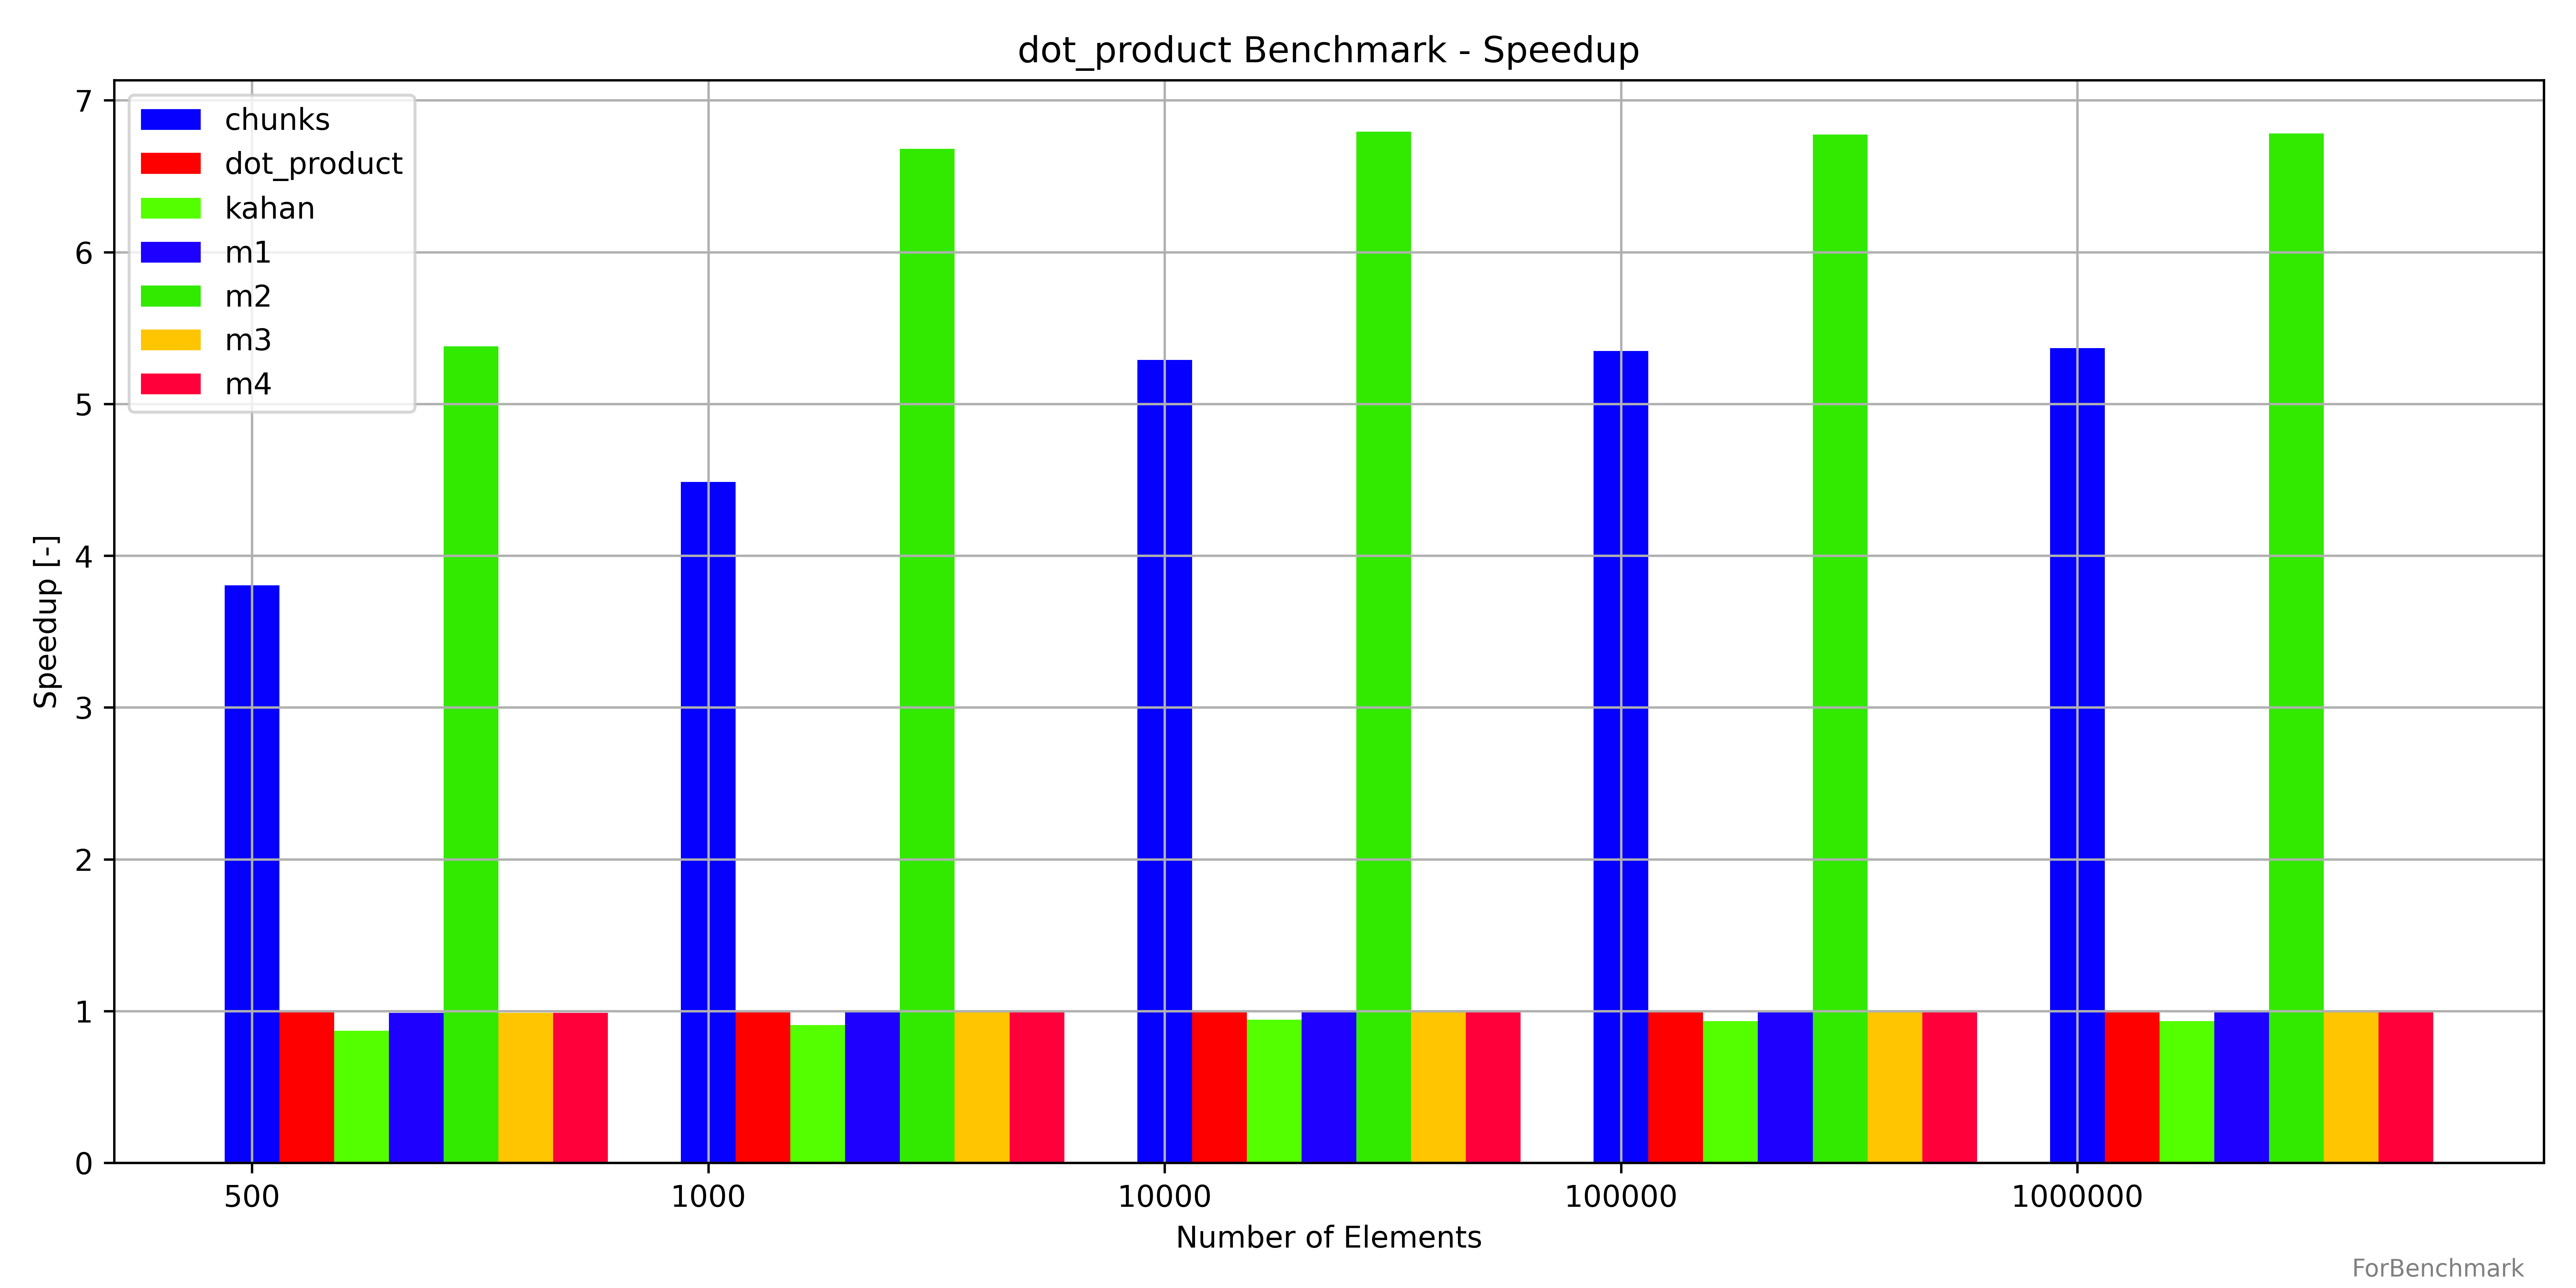 dot_product Benchmark - Speedup
7
6
5
4
3
2
1
0
Speedup [-]
chunks
dot_product
kahan
m1
m2
m3
m4
500 1000 10000 100000 1000000
Number of Elements
ForBenchmark